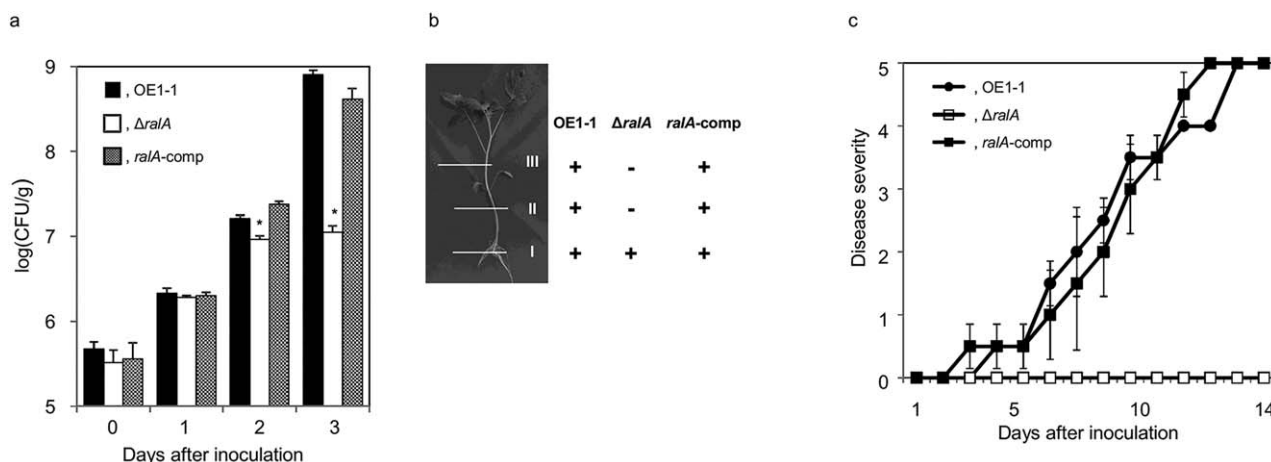 a
log(CFU/g)
9
8
7
6
5
, OE1-1
, ΔralA
, ralA-comp
*
*
0 1 2 3
Days after inoculation
b
OE1-1 ΔralA ralA-comp
III + - +
II + - +
I + + +
c
Disease severity
5
4
3
2
1
0
, OE1-1
, ΔralA
, ralA-comp
1 5 10 14
Days after inoculation